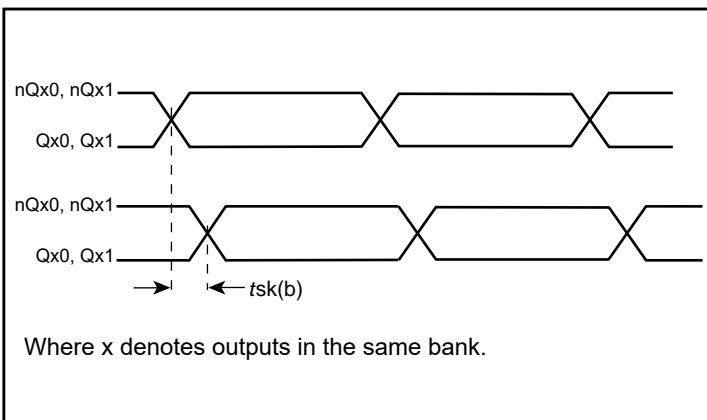 nQx0, nQx1
Qx0, Qx1
nQx0, nQx1
Qx0, Qx1
tsk(b)
Where x denotes outputs in the same bank.